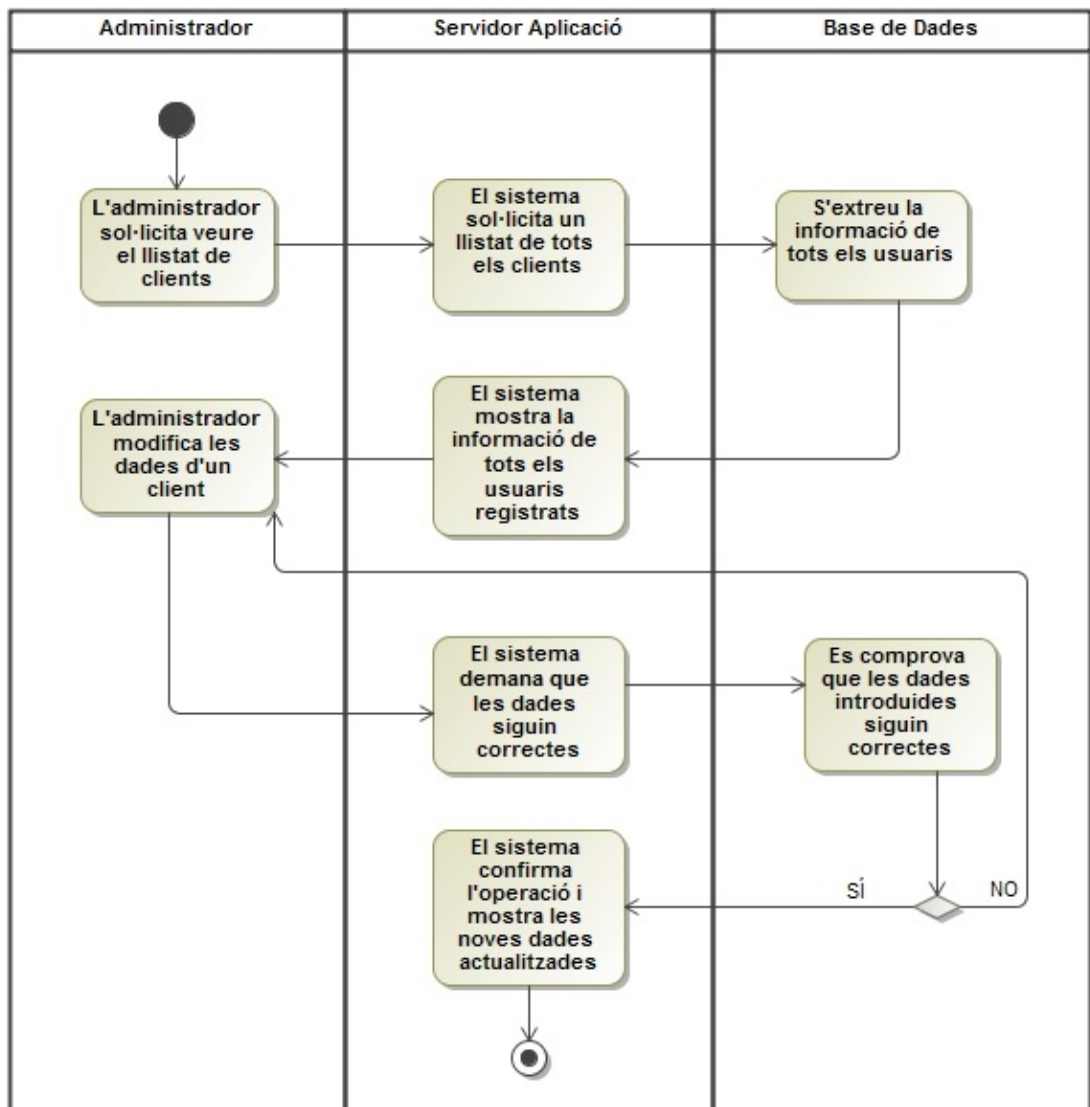 Administrador
Servidor Aplicació
Base de Dades
L'administrador
sol·licita veure
el llistat de
clients
El sistema
sol·licita un
llistat de tots
els clients
S'extreu la
informació de
tots els usuaris
L'administrador
modifica les
dades d'un
client
El sistema
mostra la
informació de
tots els
usuaris
registrats
El sistema
demana que
les dades
siguin
correctes
Es comprova
que les dades
introduides
siguin
correctes
El sistema
confirma
l'operació i
mostra les
noves dades
actualitzades
SÍ
NO